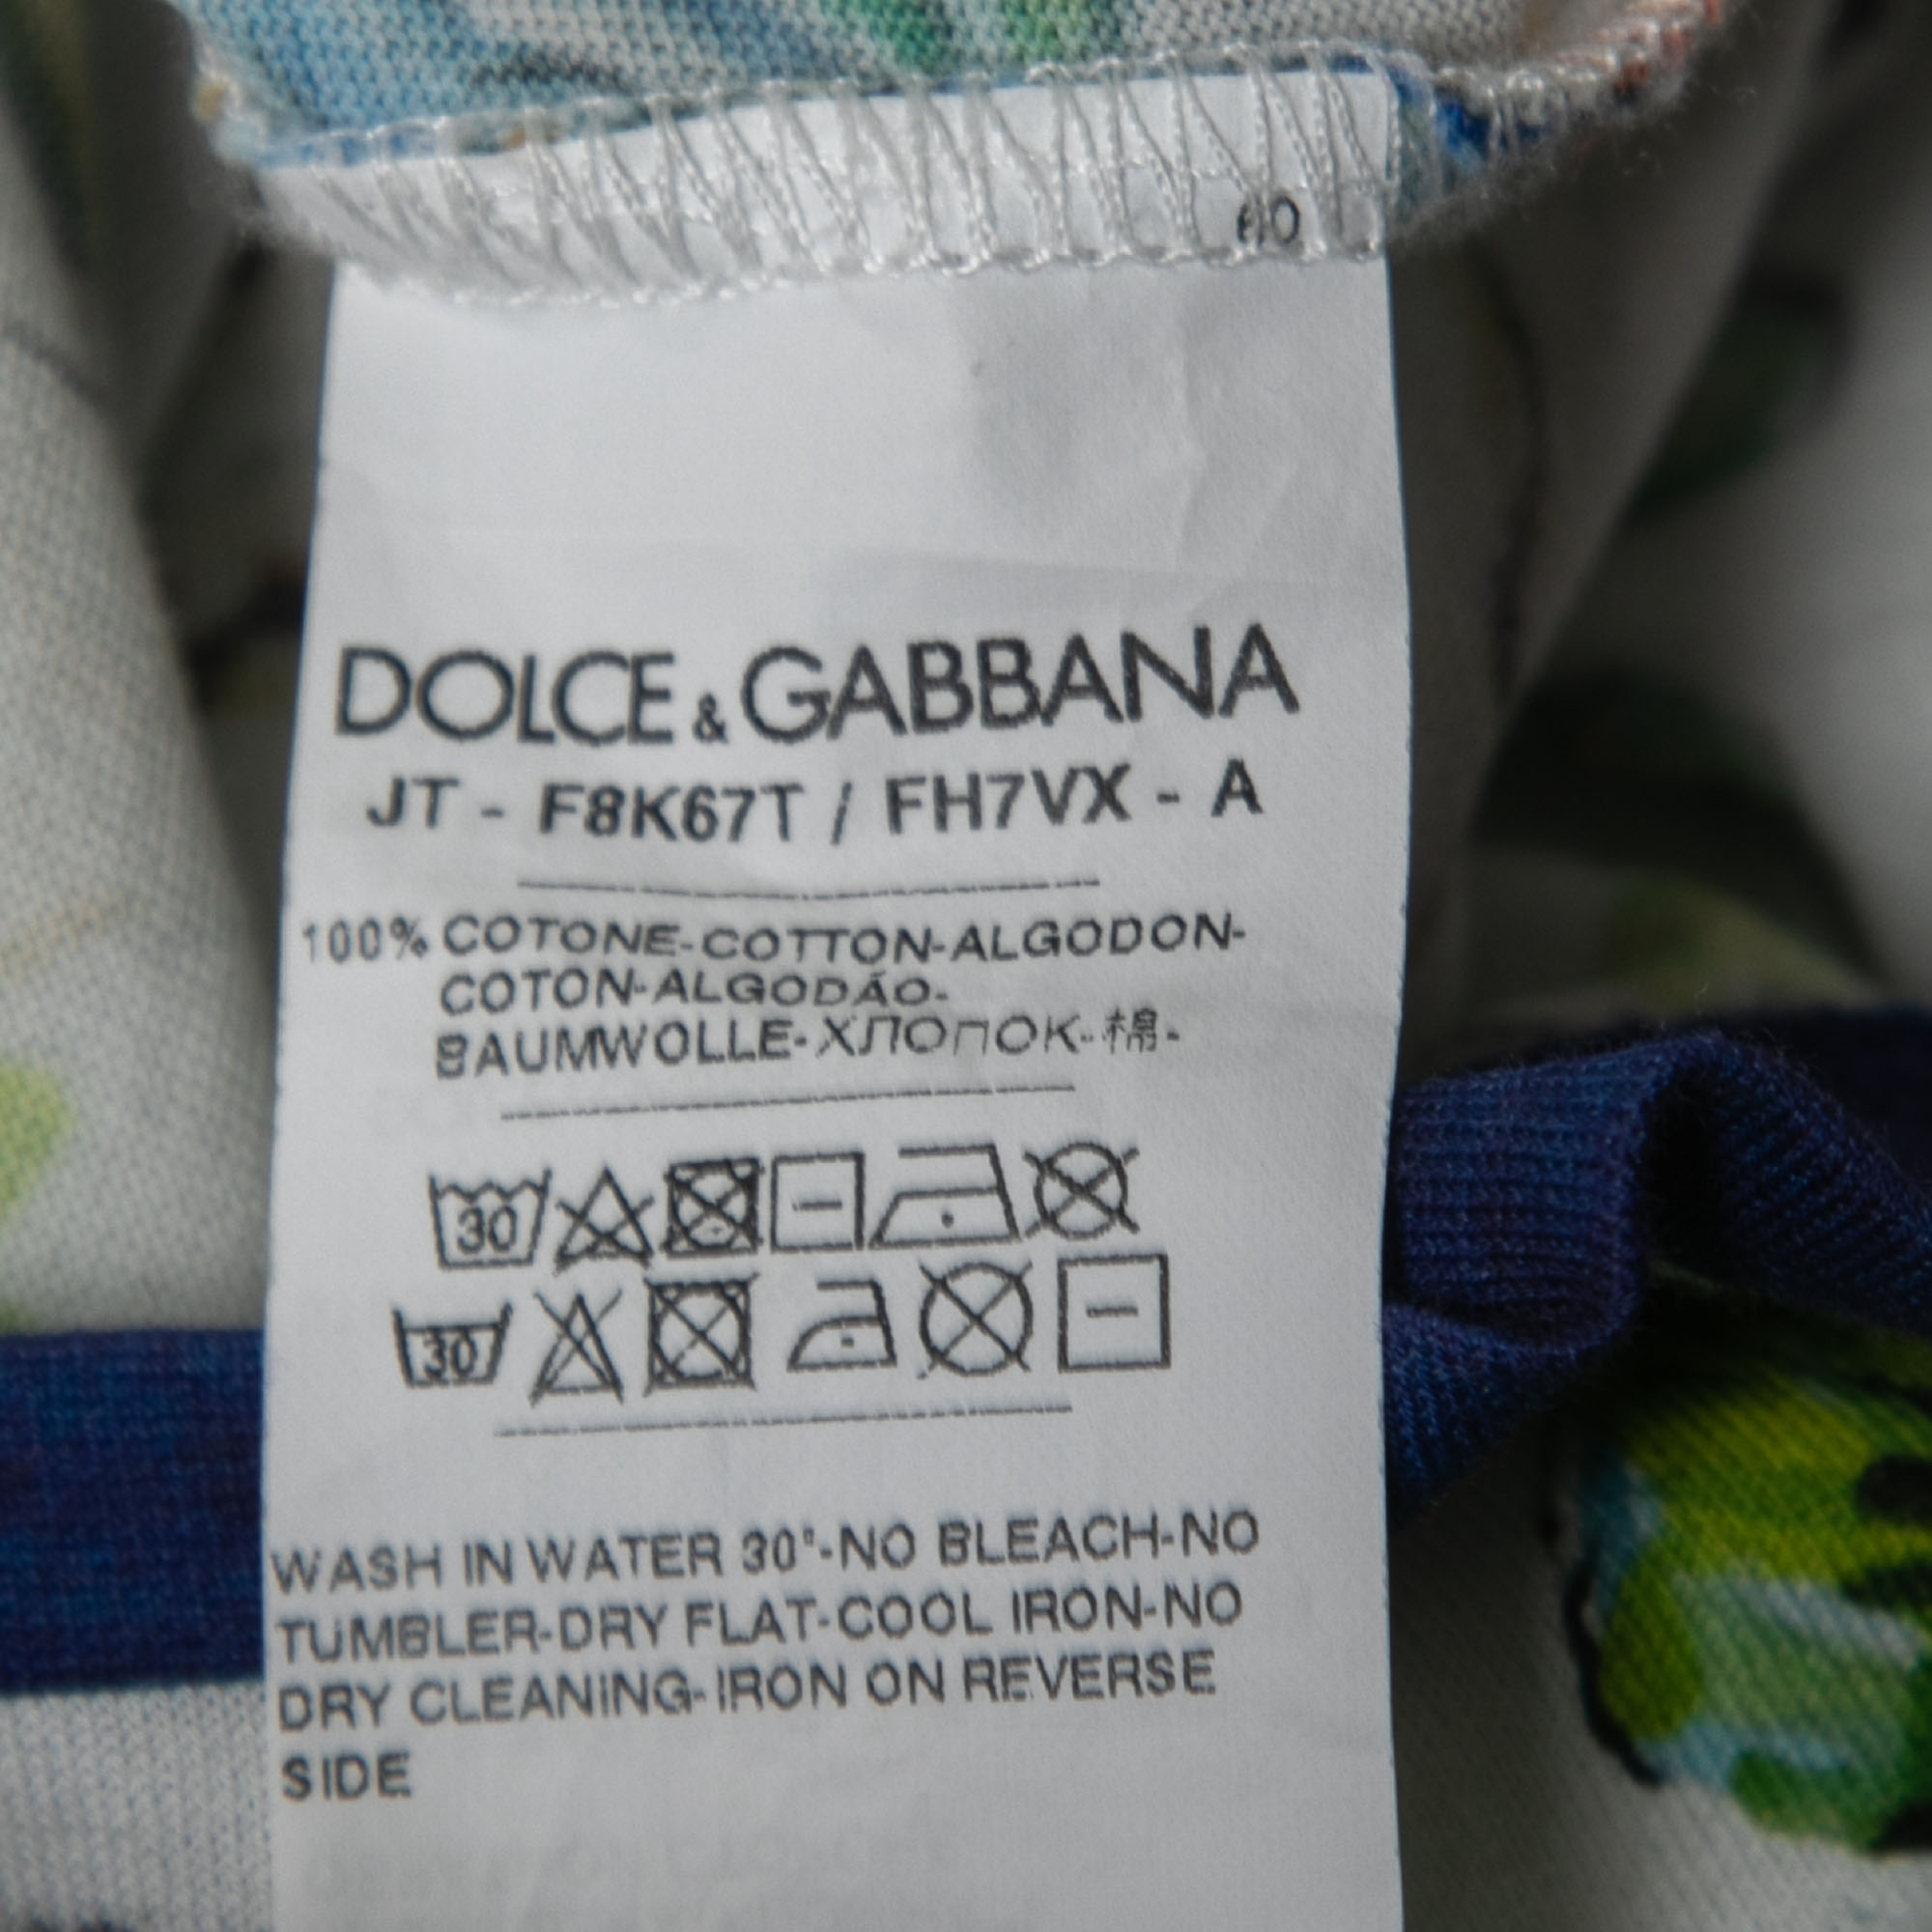 DOLCE & GABBANA
JT - F8K67T / FH7VX - A
100% COTONE-COTTON-ALGODON-
COTON-ALGODÃO-
BAUMWOLLE-ХЛОПОК-棉-
30
30
WASH IN WATER 30°-NO BLEACH-NO
TUMBLER-DRY FLAT-COOL IRON-NO
DRY CLEANING-IRON ON REVERSE
SIDE